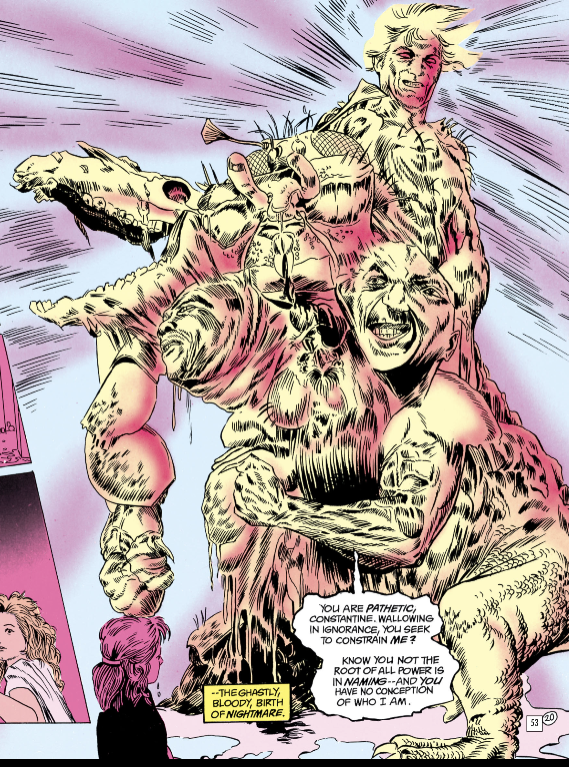 --THE GHASTLY,
BLOODY, BIRTH
OF NIGHTMARE.
YOU ARE PATHETIC,
CONSTANTINE. WALLOWING
IN IGNORANCE, YOU SEEK
TO CONSTRAIN ME?
KNOW YOU NOT THE
ROOT OF ALL POWER IS
IN NAMING--AND YOU
HAVE NO CONCEPTION
OF WHO I AM.
53
20